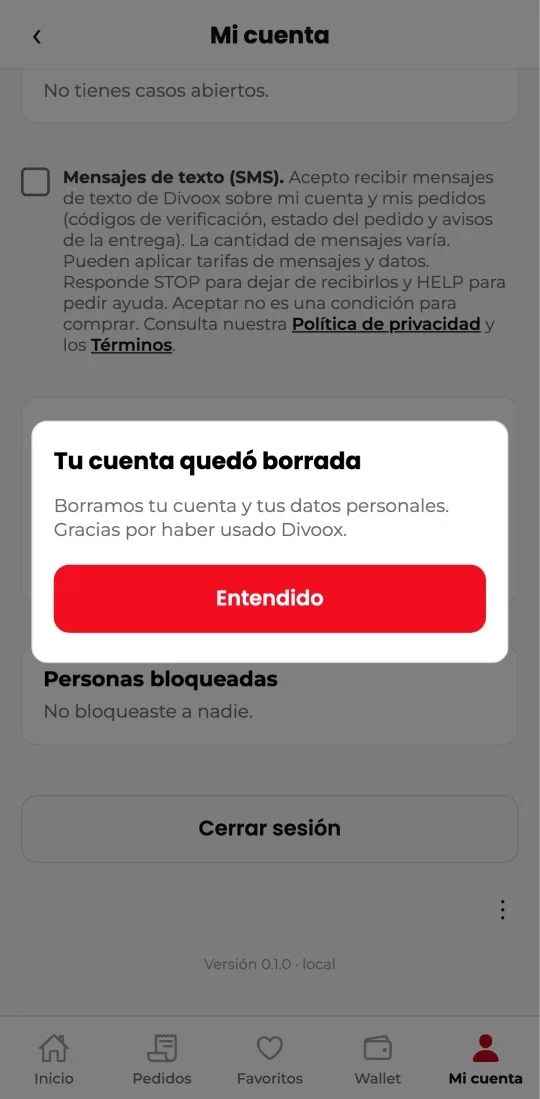 Mi cuenta
No tienes casos abiertos.
Mensajes de texto (SMS). Acepto recibir mensajes
de texto de Divoox sobre mi cuenta y mis pedidos
(códigos de verificación, estado del pedido y avisos
de la entrega). La cantidad de mensajes varía.
Pueden aplicar tarifas de mensajes y datos.
Responde STOP para dejar de recibirlos y HELP para
pedir ayuda. Aceptar no es una condición para
comprar. Consulta nuestra Política de privacidad y
los Términos.
Tu cuenta quedó borrada
Borramos tu cuenta y tus datos personales.
Gracias por haber usado Divoox.
Entendido
Personas bloqueadas
No bloqueaste a nadie.
Cerrar sesión
Versión 0.1.0 · local
Inicio
Pedidos
Favoritos
Wallet
Mi cuenta